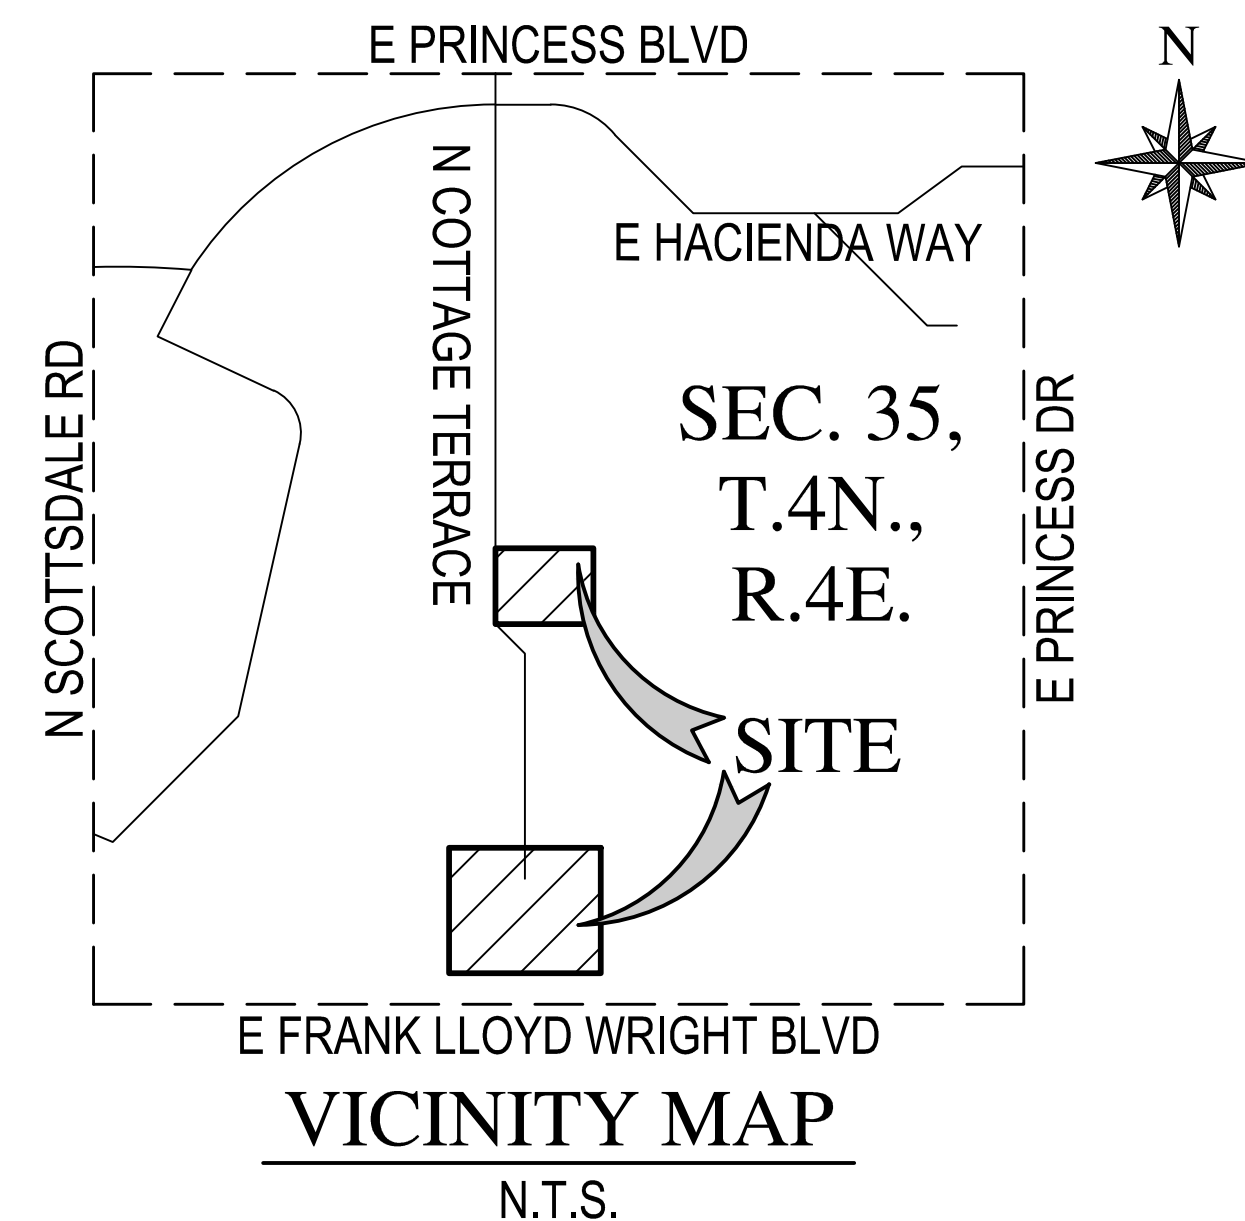 E PRINCESS BLVD
N
N COTTAGE TERRACE
E HACIENDA WAY
N SCOTTSDALE RD
SEC. 35,
T.4N.,
R.4E.
E PRINCESS DR
SITE
E FRANK LLOYD WRIGHT BLVD
VICINITY MAP
N.T.S.